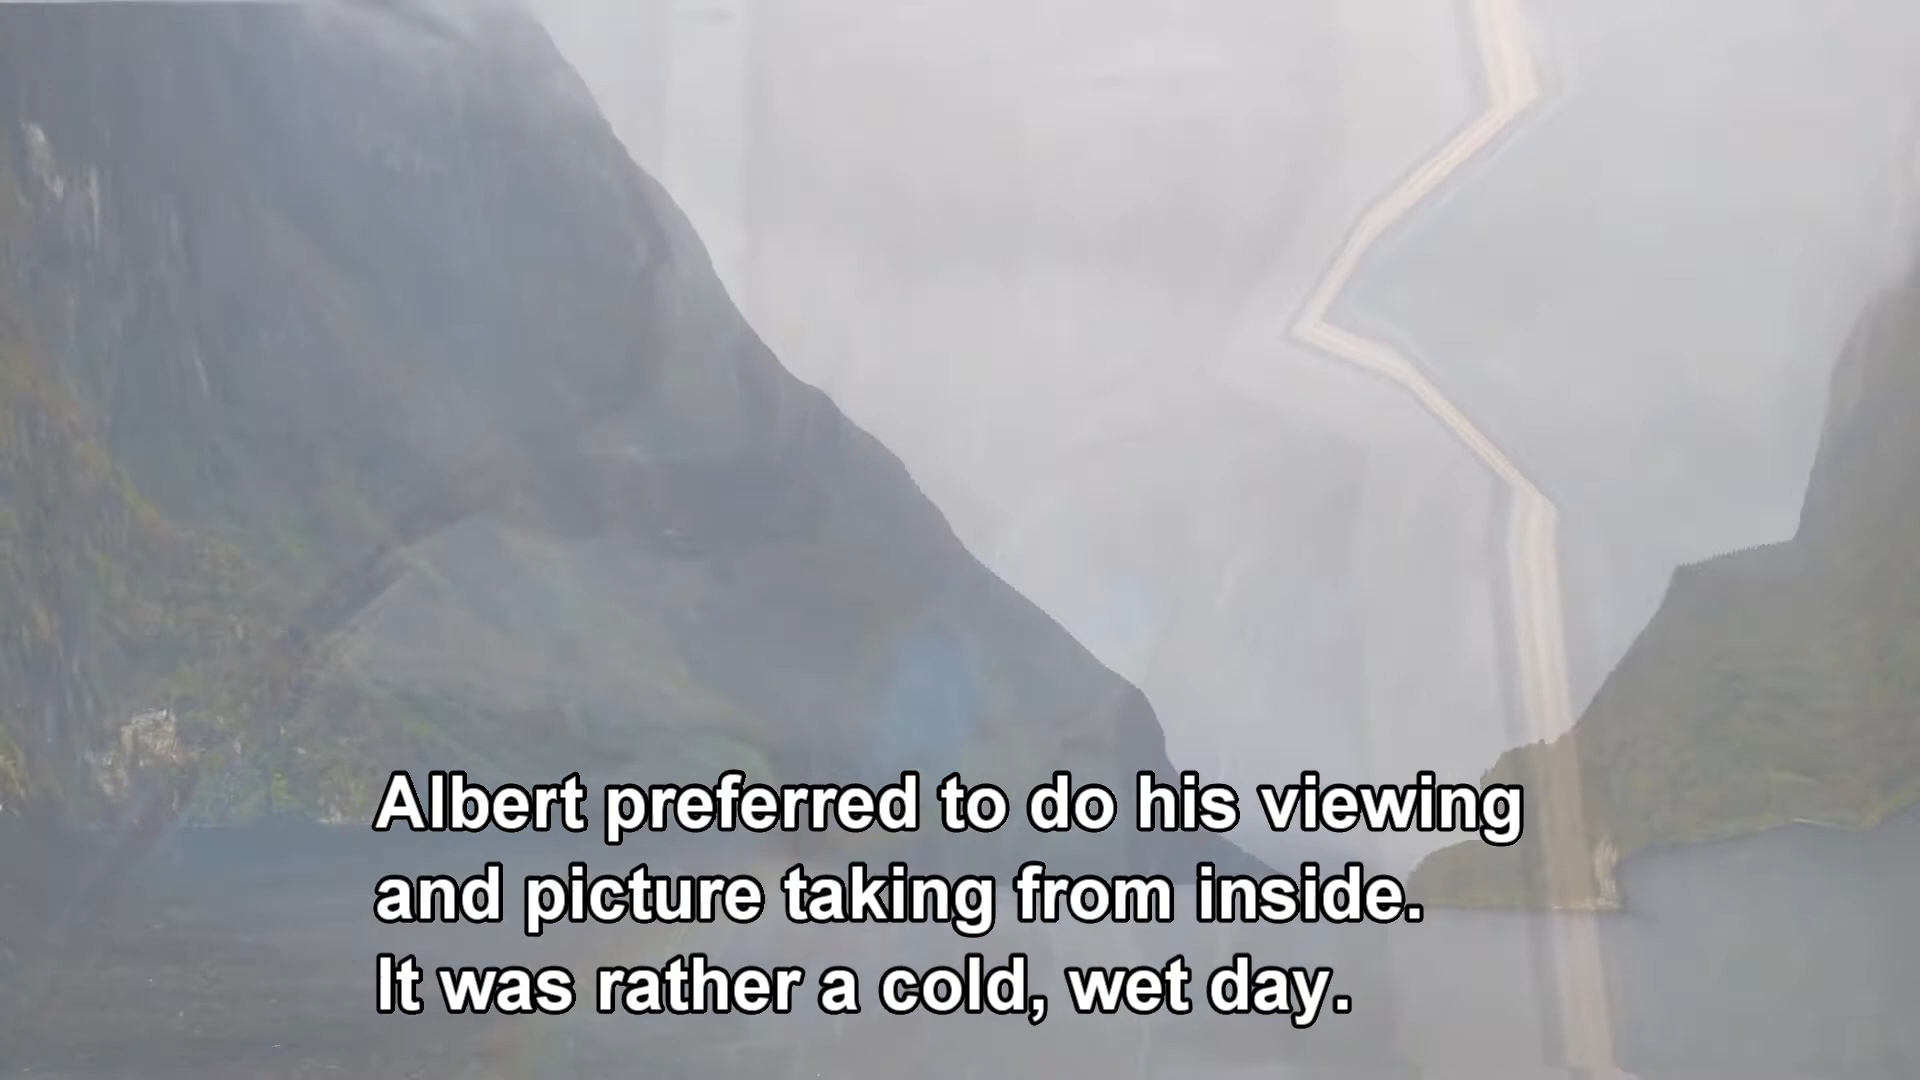 Albert preferred to do his viewing
and picture taking from inside.
It was rather a cold, wet day.